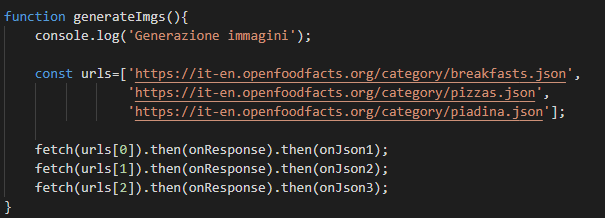 function generateImgs(){
    console.log('Generazione immagini');
    const urls=['https://it-en.openfoodfacts.org/category/breakfasts.json',
                'https://it-en.openfoodfacts.org/category/pizzas.json',
                'https://it-en.openfoodfacts.org/category/piadina.json'];
    fetch(urls[0]).then(onResponse).then(onJson1);
    fetch(urls[1]).then(onResponse).then(onJson2);
    fetch(urls[2]).then(onResponse).then(onJson3);
}